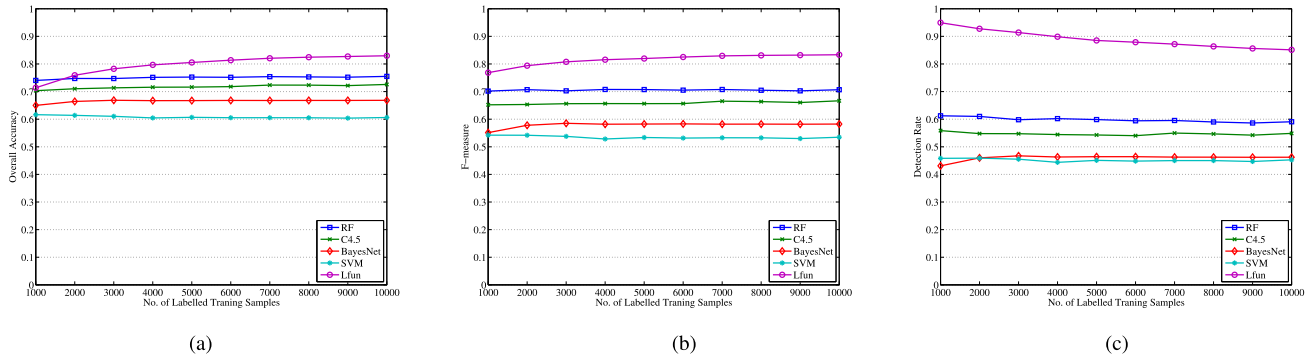 1
0.9
0.8
0.7
0.6
0.5
0.4
0.3
0.2
0.1
0
Overall Accuracy
1000 2000 3000 4000 5000 6000 7000 8000 9000 10000
No. of Labelled Traning Samples
RF
C4.5
BayesNet
SVM
Lfun
(a)
1
0.9
0.8
0.7
0.6
0.5
0.4
0.3
0.2
0.1
0
F-measure
1000 2000 3000 4000 5000 6000 7000 8000 9000 10000
No. of Labelled Traning Samples
RF
C4.5
BayesNet
SVM
Lfun
(b)
1
0.9
0.8
0.7
0.6
0.5
0.4
0.3
0.2
0.1
0
Detection Rate
1000 2000 3000 4000 5000 6000 7000 8000 9000 10000
No. of Labelled Traning Samples
RF
C4.5
BayesNet
SVM
Lfun
(c)